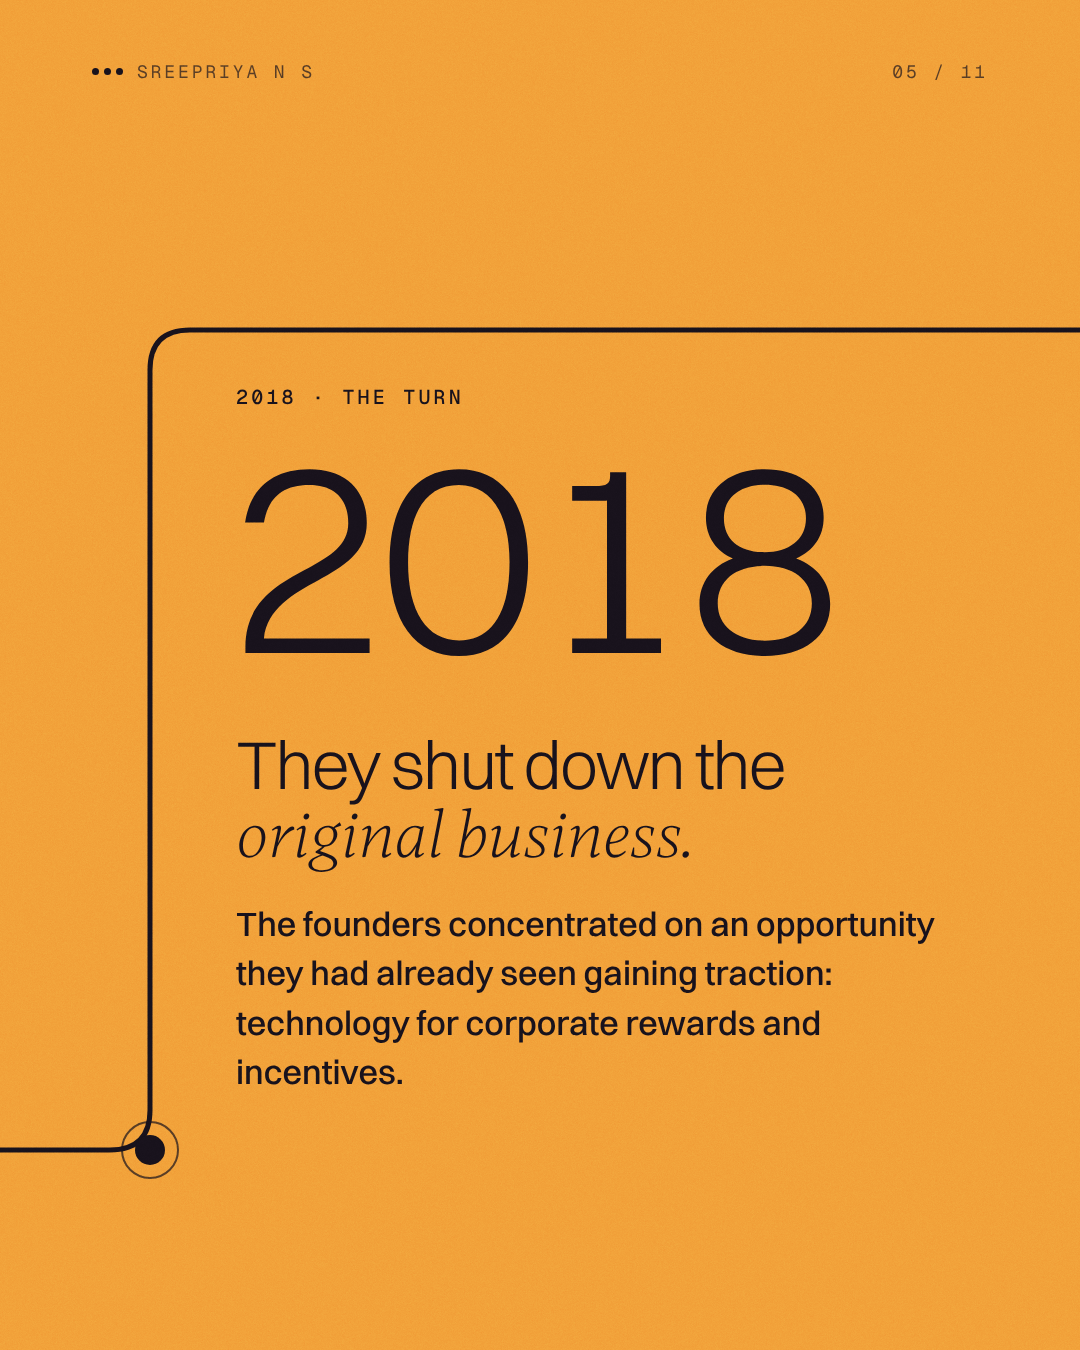 SREEPRIYA N S
05 / 11
2018 · THE TURN
2018
They shut down the
original business.
The founders concentrated on an opportunity
they had already seen gaining traction:
technology for corporate rewards and
incentives.